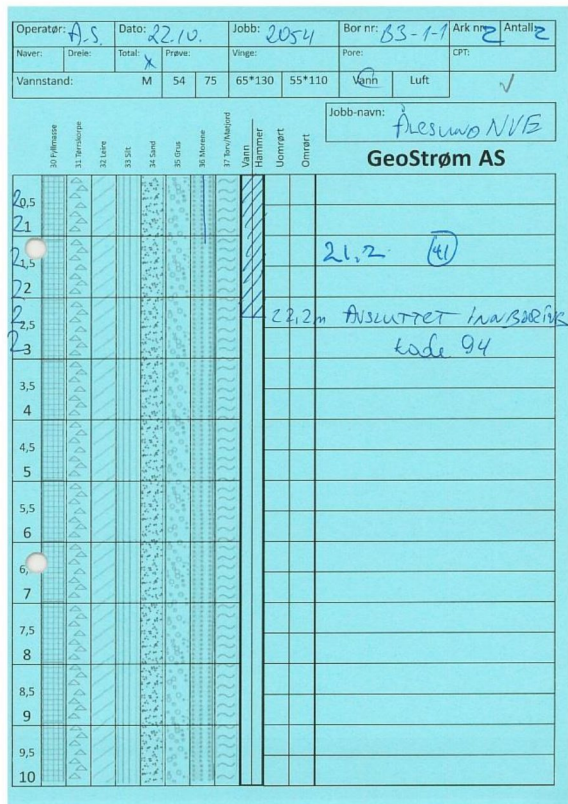 Operatør: A.S. Dato: 22.10. Jobb: 2054 Bor nr: B3-1-1 Ark nr: 2 Antall: 2
Naver: Dreie: Total: x Prøve: Vinge: Pore: CPT:
Vannstand: M 54 75 65*130 55*110 Vann Luft ✓
Jobb-navn: Ålesund NVE
30 Fyllmasse 31 Tørrskorpe 32 Leire 33 Silt 34 Sand 35 Grus 36 Morene 37 Torv/Matjord Vann Hammer Uomrørt Omrørt
GeoStrøm AS
20,5
21
21,5 21,2 41
22
22,5 22,2m AVSLUTTET INNBORING
23 kode 94
3,5
4
4,5
5
5,5
6
6,
7
7,5
8
8,5
9
9,5
10